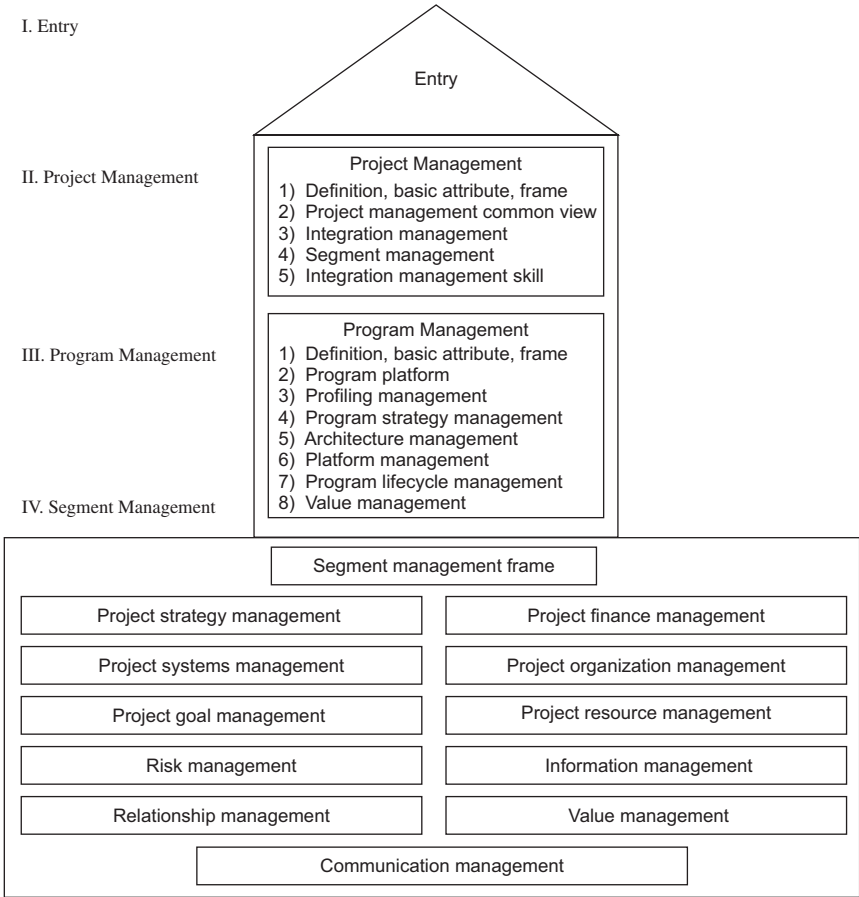 I. Entry
Entry
II. Project Management
Project Management
1) Definition, basic attribute, frame
2) Project management common view
3) Integration management
4) Segment management
5) Integration management skill
III. Program Management
Program Management
1) Definition, basic attribute, frame
2) Program platform
3) Profiling management
4) Program strategy management
5) Architecture management
6) Platform management
7) Program lifecycle management
8) Value management
IV. Segment Management
Segment management frame
Project strategy management
Project finance management
Project systems management
Project organization management
Project goal management
Project resource management
Risk management
Information management
Relationship management
Value management
Communication management